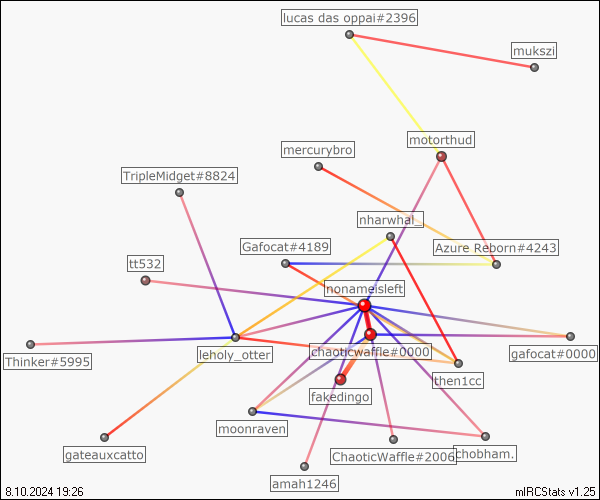 lucas das oppai#2396
mukszi
motorthud
mercurybro
TripleMidget#8824
nharwhal_
Gafocat#4189
Azure Reborn#4243
tt532
nonameisleft
Thinker#5995
leholy_otter
chaoticwaffle#0000
gafocat#0000
then1cc
fakedingo
moonraven
gateauxcatto
ChaoticWaffle#2006
chobham.
amah1246
8.10.2024 19:26
mIRCStats v1.25